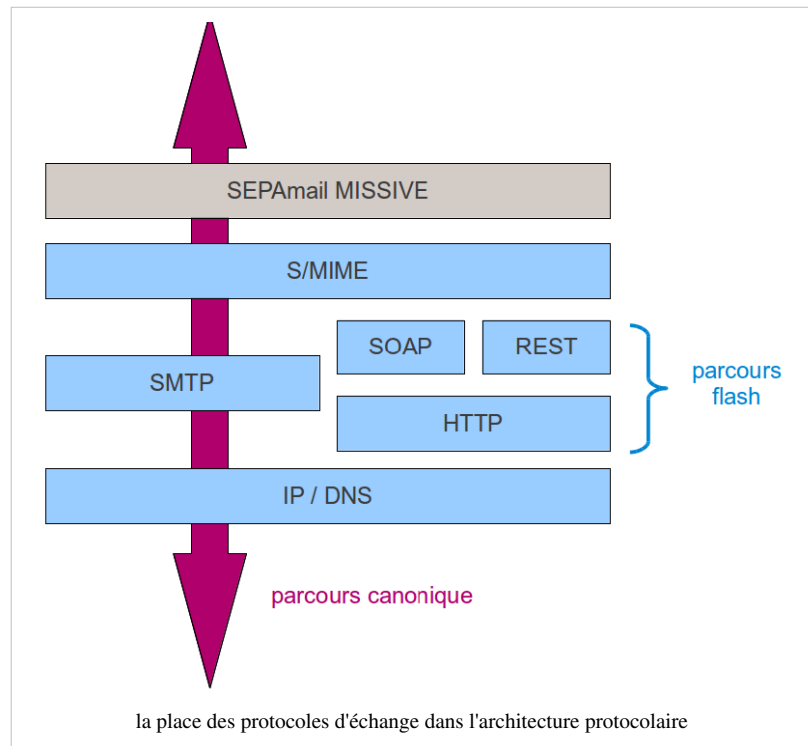 SEPAmail MISSIVE
S/MIME
SOAP
REST
SMTP
HTTP
parcours
flash
IP / DNS
parcours canonique
la place des protocoles d'échange dans l'architecture protocolaire